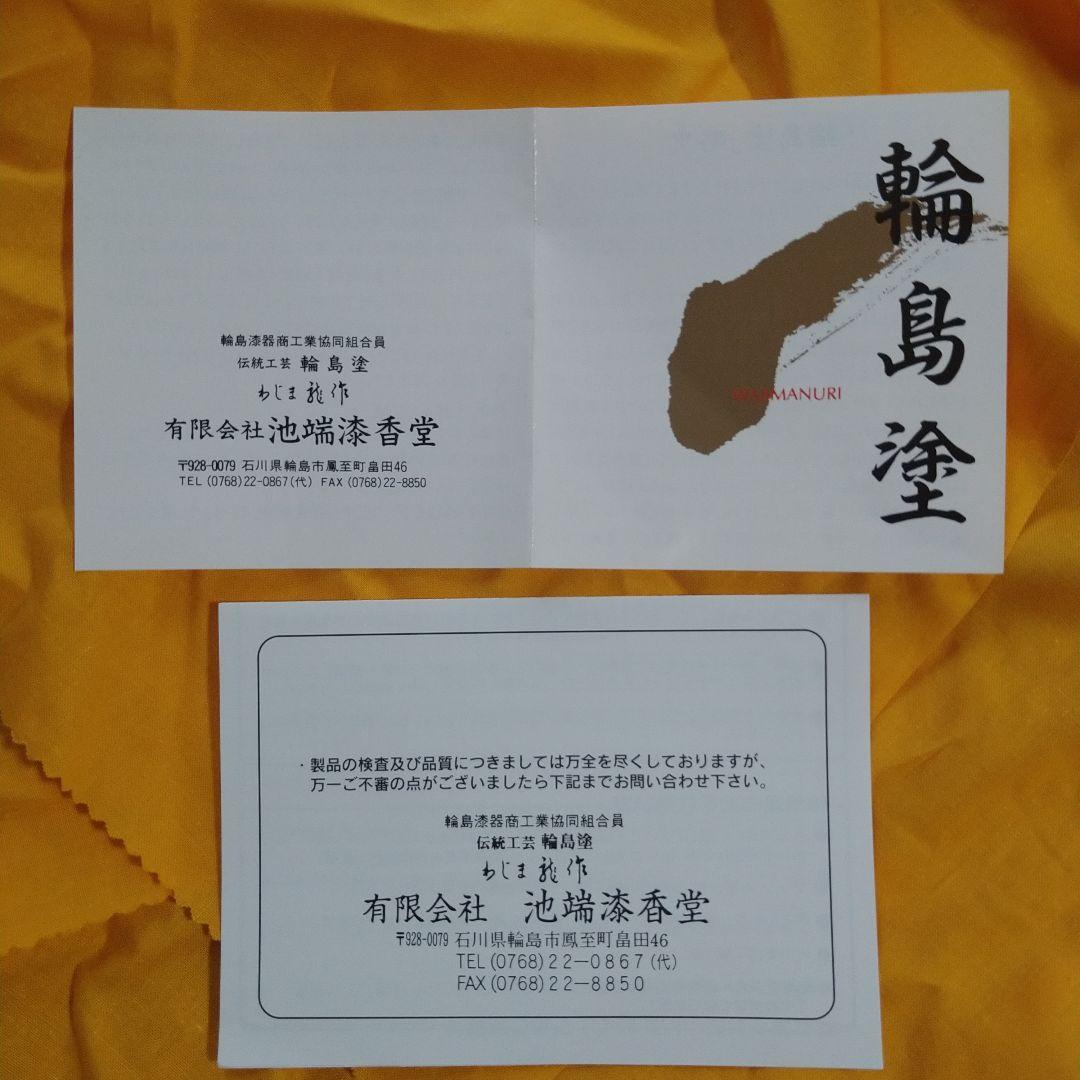 輪島塗
WAJIMANURI
輪島漆器商工業協同組合員
伝統工芸 輪島塗
わじま龍作
有限会社池端漆香堂
〒928-0079 石川県輪島市鳳至町畠田46
TEL (0768)22-0867(代) FAX (0768)22-8850
・製品の検査及び品質につきましては万全を尽くしておりますが、
万一ご不審の点がございましたら下記までお問い合わせ下さい。
輪島漆器商工業協同組合員
伝統工芸 輪島塗
わじま龍作
有限会社 池端漆香堂
〒928-0079 石川県輪島市鳳至町畠田46
TEL (0768)22-0867(代)
FAX (0768)22-8850